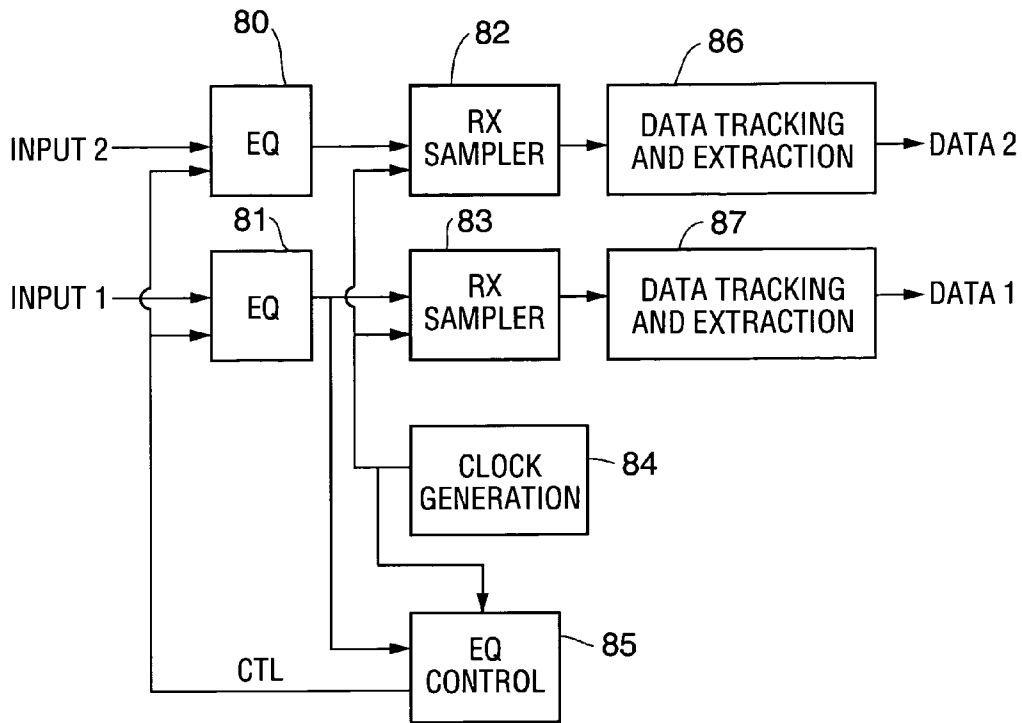 80
82
86
INPUT 2
EQ
RX
SAMPLER
DATA TRACKING
AND EXTRACTION
DATA 2
81
83
87
INPUT 1
EQ
RX
SAMPLER
DATA TRACKING
AND EXTRACTION
DATA 1
CLOCK
GENERATION
84
EQ
CONTROL
85
CTL